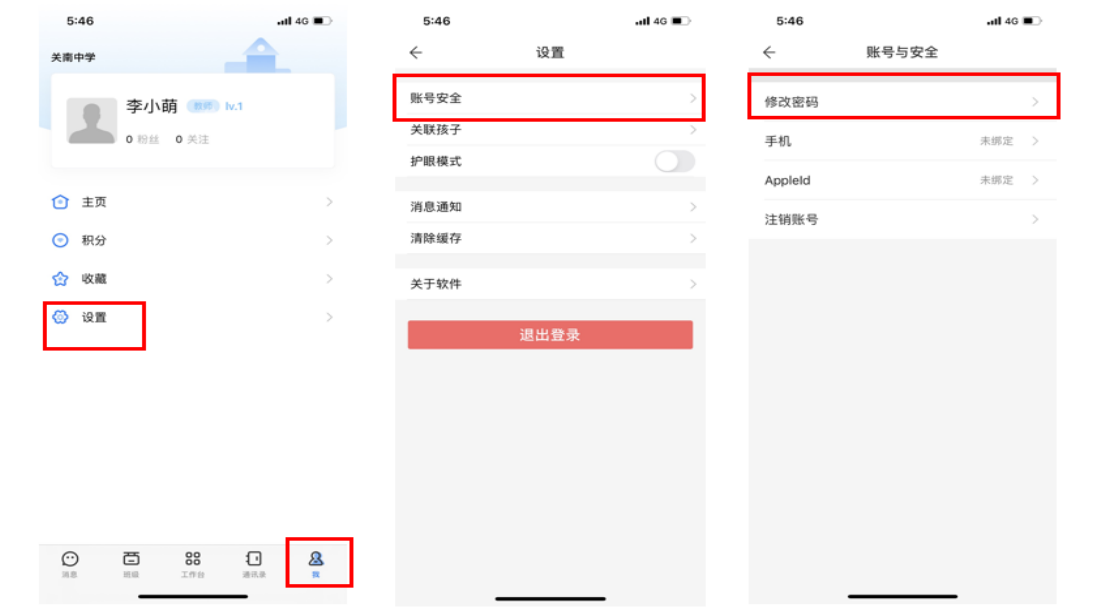 5:46
4G
关南中学
李小萌 教师 lv.1
0 粉丝 0 关注
主页
积分
收藏
设置
消息 班级 工作台 通讯录 我
5:46
4G
设置
账号安全
关联孩子
护眼模式
消息通知
清除缓存
关于软件
退出登录
5:46
4G
账号与安全
修改密码
手机 未绑定
AppleId 未绑定
注销账号